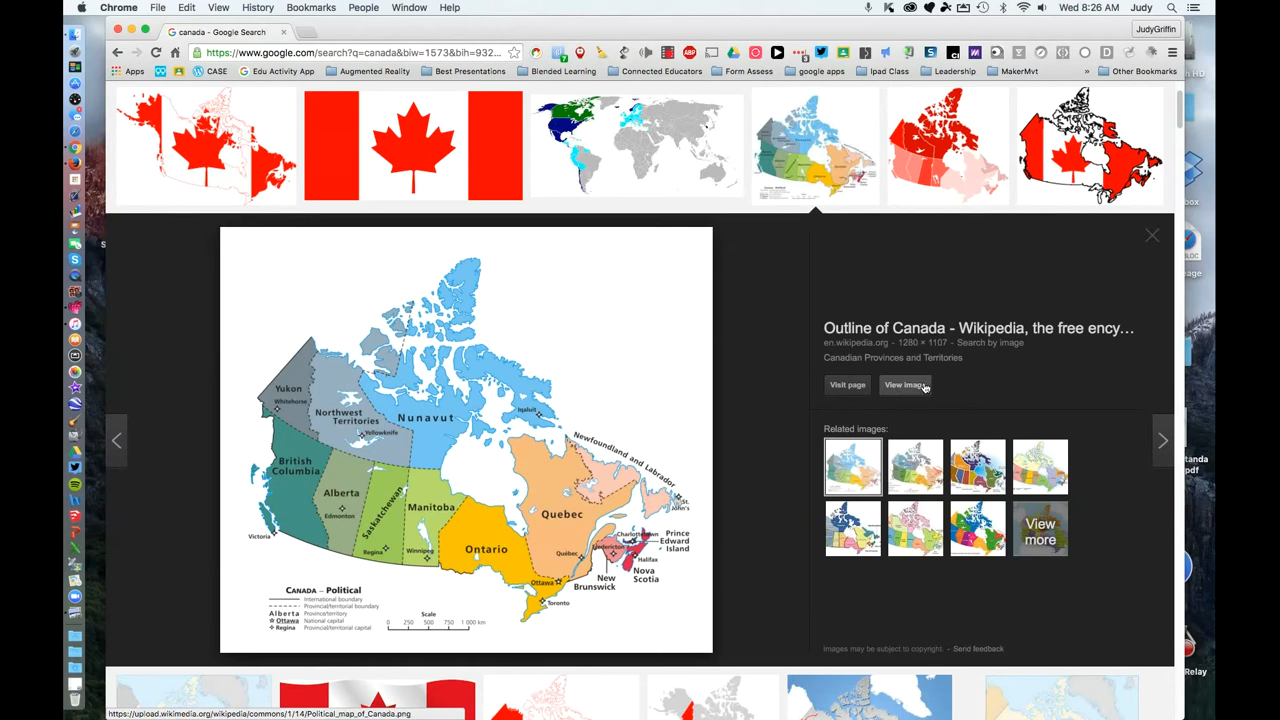 Chrome File Edit View History Bookmarks People Window Help Wed 8:26 AM Judy
canada - Google Search JudyGriffin
https://www.google.com/search?q=canada&biw=1573&bih=932...
Apps CASE Edu Activity App Augmented Reality Best Presentations Blended Learning Connected Educators Form Assess google apps Ipad Class Leadership MakerMvt » Other Bookmarks
Outline of Canada - Wikipedia, the free ency...
en.wikipedia.org - 1280 × 1107 - Search by image
Canadian Provinces and Territories
Visit page View image
Related images:
View
more
Images may be subject to copyright. - Send feedback
Yukon
Whitehorse
Northwest
Territories
Yellowknife
Nunavut
Iqaluit
British
Columbia
Victoria
Alberta
Edmonton
Saskatchewan
Regina
Manitoba
Winnipeg
Ontario
Ottawa
Toronto
Quebec
Québec
Newfoundland and Labrador
St.
John's
Prince
Edward
Island
Charlottetown
Fredericton
Halifax
New
Brunswick
Nova
Scotia
CANADA – Political
International boundary
Provincial/territorial boundary
Alberta Province/territory
Ottawa National capital
Regina Provincial/territorial capital
Scale
0 250 500 750 1 000 km
https://upload.wikimedia.org/wikipedia/commons/1/14/Political_map_of_Canada.png
Relay